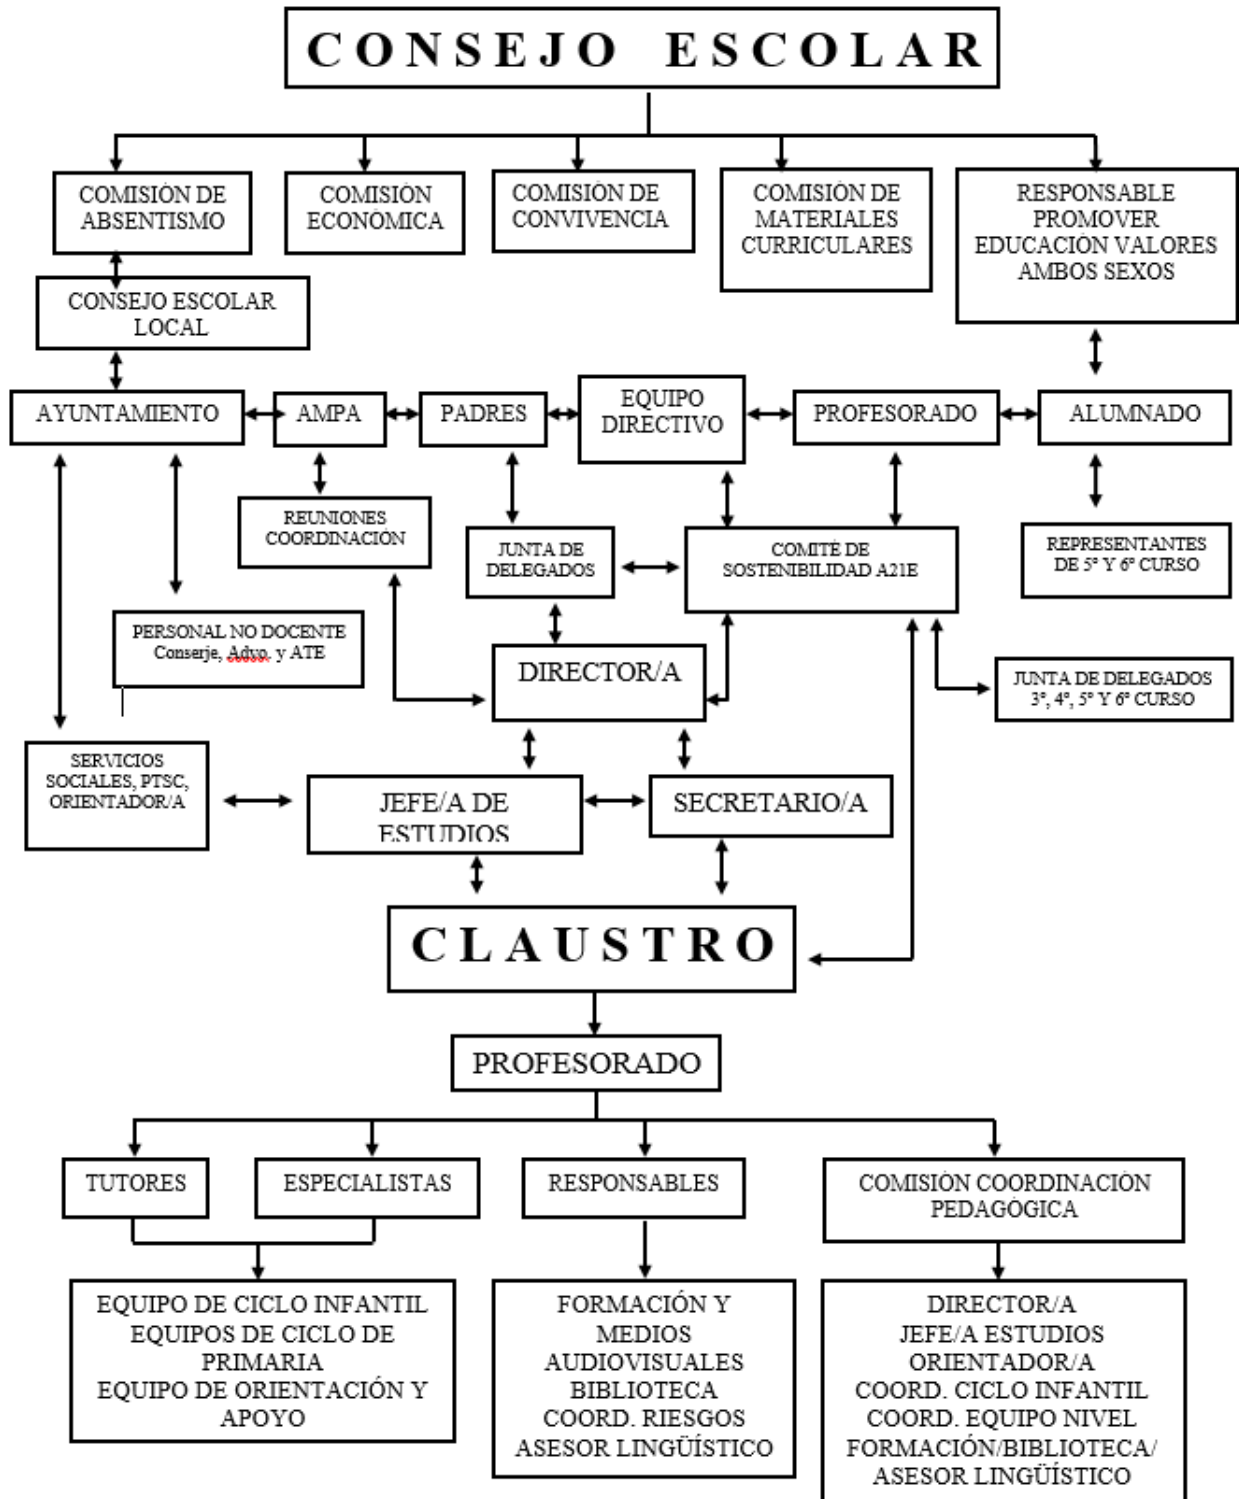 CONSEJO ESCOLAR
COMISIÓN DE
ABSENTISMO
COMISIÓN
ECONÓMICA
COMISIÓN DE
CONVIVENCIA
COMISIÓN DE
MATERIALES
CURRICULARES
RESPONSABLE
PROMOVER
EDUCACIÓN VALORES
AMBOS SEXOS
CONSEJO ESCOLAR
LOCAL
AYUNTAMIENTO
AMPA
PADRES
EQUIPO
DIRECTIVO
PROFESORADO
ALUMNADO
REUNIONES
COORDINACIÓN
JUNTA DE
DELEGADOS
COMITÉ DE
SOSTENIBILIDAD A21E
REPRESENTANTES
DE 5º Y 6º CURSO
PERSONAL NO DOCENTE
Conserje, Advo. y ATE
DIRECTOR/A
JUNTA DE DELEGADOS
3º, 4º, 5º Y 6º CURSO
SERVICIOS
SOCIALES, PTSC,
ORIENTADOR/A
JEFE/A DE
ESTUDIOS
SECRETARIO/A
CLAUSTRO
PROFESORADO
TUTORES
ESPECIALISTAS
RESPONSABLES
COMISIÓN COORDINACIÓN
PEDAGÓGICA
EQUIPO DE CICLO INFANTIL
EQUIPOS DE CICLO DE
PRIMARIA
EQUIPO DE ORIENTACIÓN Y
APOYO
FORMACIÓN Y
MEDIOS
AUDIOVISUALES
BIBLIOTECA
COORD. RIESGOS
ASESOR LINGÜÍSTICO
DIRECTOR/A
JEFE/A ESTUDIOS
ORIENTADOR/A
COORD. CICLO INFANTIL
COORD. EQUIPO NIVEL
FORMACIÓN/BIBLIOTECA/
ASESOR LINGÜÍSTICO